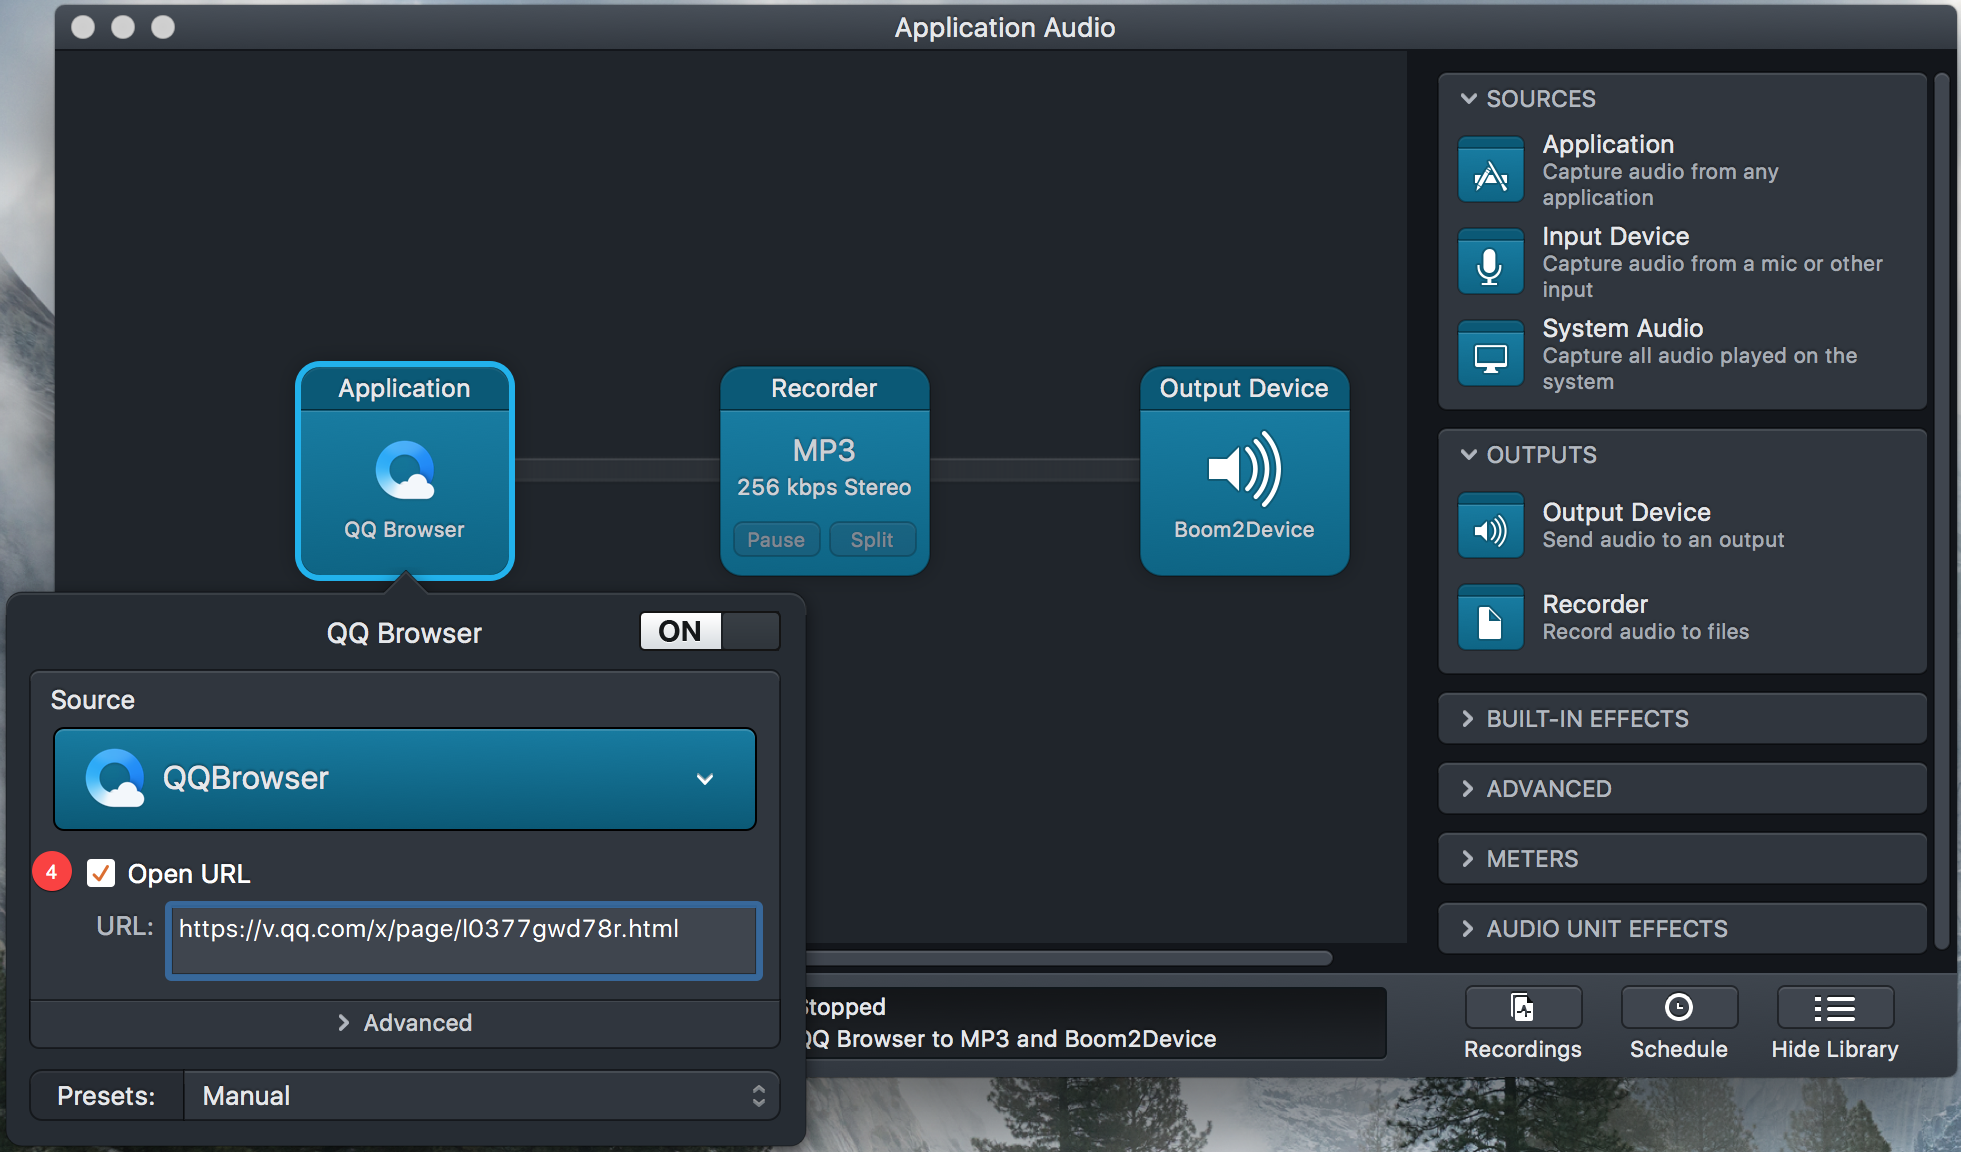 Application Audio
Application
QQ Browser
Recorder
MP3
256 kbps Stereo
Pause
Split
Output Device
Boom2Device
SOURCES
Application
Capture audio from any
application
Input Device
Capture audio from a mic or other
input
System Audio
Capture all audio played on the
system
OUTPUTS
Output Device
Send audio to an output
Recorder
Record audio to files
BUILT-IN EFFECTS
ADVANCED
METERS
AUDIO UNIT EFFECTS
QQ Browser
ON
Source
QQBrowser
4
Open URL
URL:
https://v.qq.com/x/page/l0377gwd78r.html
Advanced
Presets:
Manual
Stopped
QQ Browser to MP3 and Boom2Device
Recordings
Schedule
Hide Library